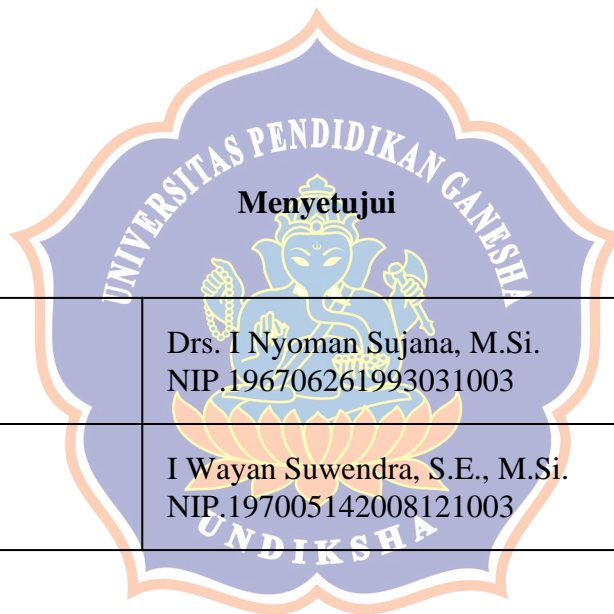 UNIVERSITAS PENDIDIKAN GANESHA
Menyetujui
Drs. I Nyoman Sujana, M.Si.
NIP.196706261993031003
I Wayan Suwendra, S.E., M.Si.
NIP.197005142008121003
UNDIKSHA